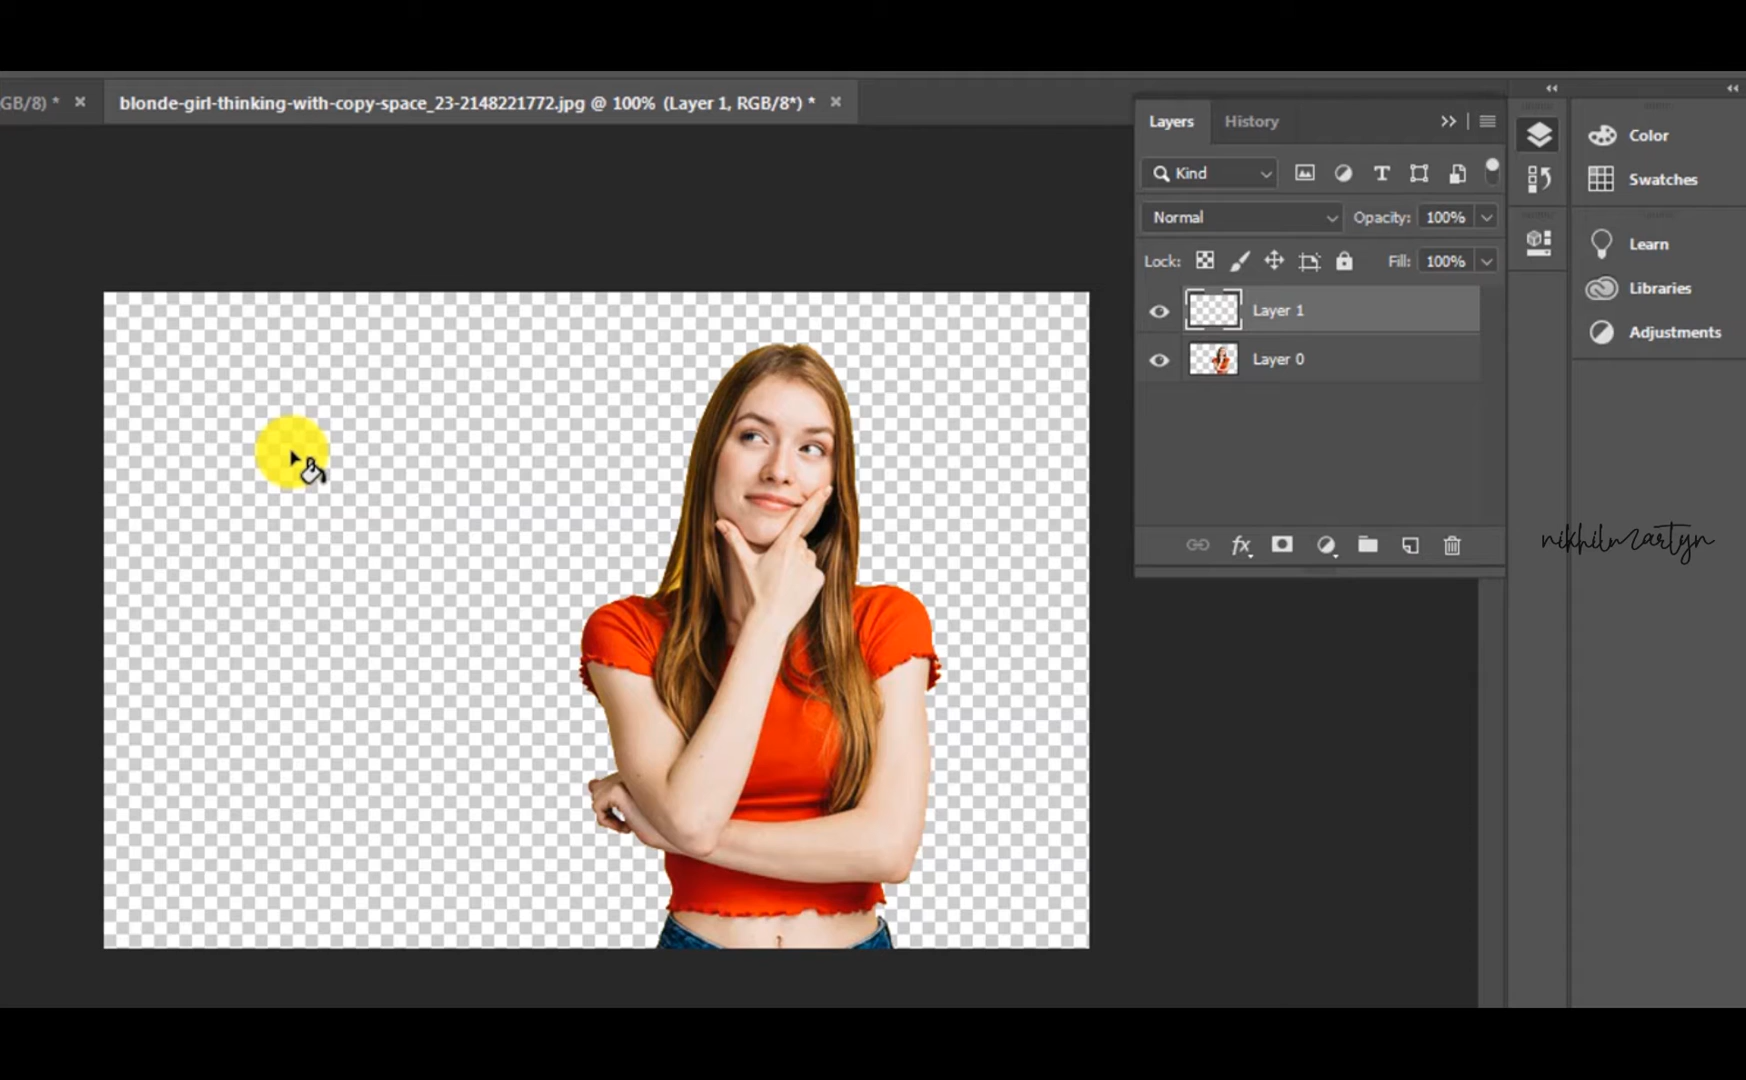 GB/8) * ×
blonde-girl-thinking-with-copy-space_23-2148221772.jpg @ 100% (Layer 1, RGB/8*) * ×
Layers
History
Kind
Normal
Opacity: 100%
Lock:
Fill: 100%
Layer 1
Layer 0
fx
Color
Swatches
Learn
Libraries
Adjustments
nikhilmartyn